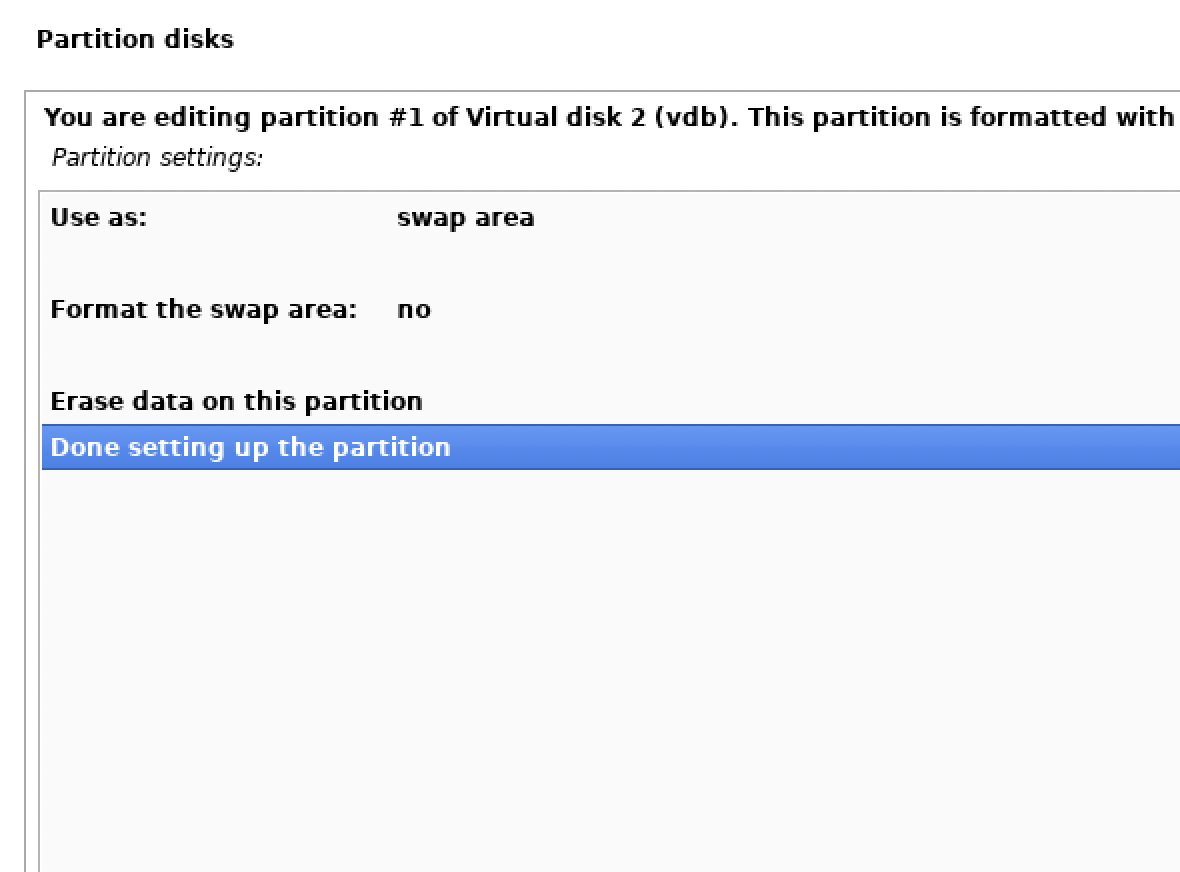 Partition disks
You are editing partition #1 of Virtual disk 2 (vdb). This partition is formatted with
Partition settings:
Use as: swap area
Format the swap area: no
Erase data on this partition
Done setting up the partition